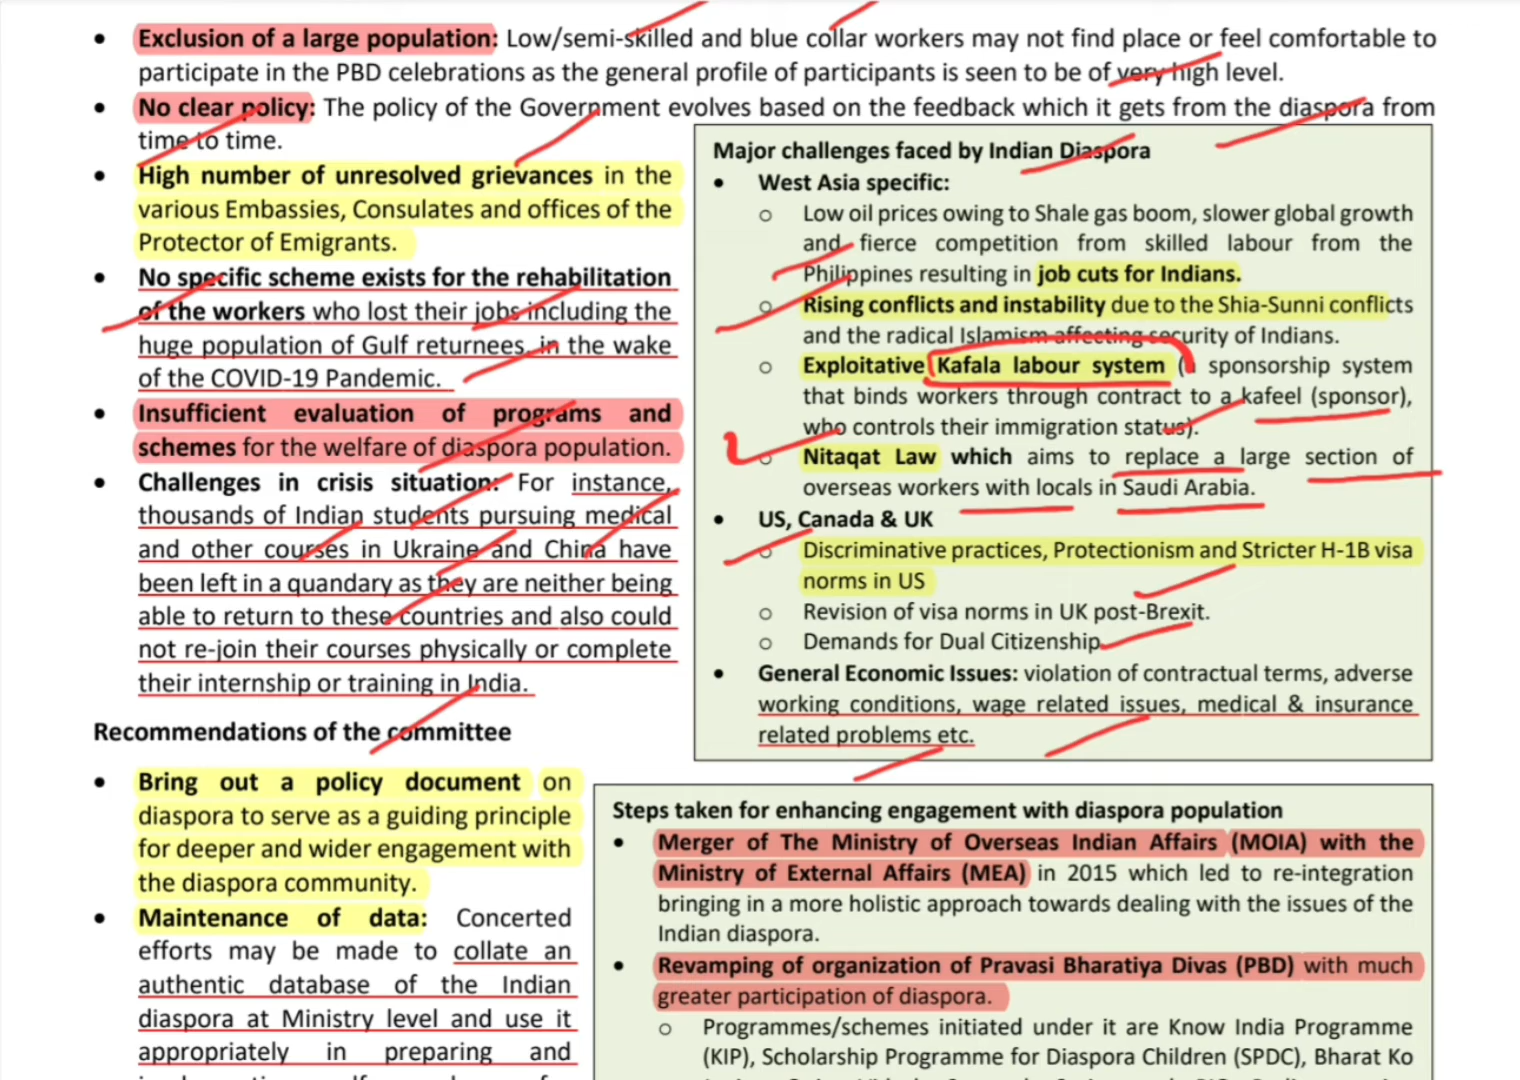 • Exclusion of a large population: Low/semi-skilled and blue collar workers may not find place or feel comfortable to
participate in the PBD celebrations as the general profile of participants is seen to be of very high level.
• No clear policy: The policy of the Government evolves based on the feedback which it gets from the diaspora from
time to time.
• High number of unresolved grievances in the
various Embassies, Consulates and offices of the
Protector of Emigrants.
• No specific scheme exists for the rehabilitation
of the workers who lost their jobs including the
huge population of Gulf returnees, in the wake
of the COVID-19 Pandemic.
• Insufficient evaluation of programs and
schemes for the welfare of diaspora population.
• Challenges in crisis situation: For instance,
thousands of Indian students pursuing medical
and other courses in Ukraine and China have
been left in a quandary as they are neither being
able to return to these countries and also could
not re-join their courses physically or complete
their internship or training in India.
Major challenges faced by Indian Diaspora
• West Asia specific:
o Low oil prices owing to Shale gas boom, slower global growth
and fierce competition from skilled labour from the
Philippines resulting in job cuts for Indians.
o Rising conflicts and instability due to the Shia-Sunni conflicts
and the radical Islamism affecting security of Indians.
o Exploitative Kafala labour system (a sponsorship system
that binds workers through contract to a kafeel (sponsor),
who controls their immigration status).
o Nitaqat Law which aims to replace a large section of
overseas workers with locals in Saudi Arabia.
• US, Canada & UK
o Discriminative practices, Protectionism and Stricter H-1B visa
norms in US
o Revision of visa norms in UK post-Brexit.
o Demands for Dual Citizenship
• General Economic Issues: violation of contractual terms, adverse
working conditions, wage related issues, medical & insurance
related problems etc.
Recommendations of the committee
• Bring out a policy document on
diaspora to serve as a guiding principle
for deeper and wider engagement with
the diaspora community.
• Maintenance of data: Concerted
efforts may be made to collate an
authentic database of the Indian
diaspora at Ministry level and use it
appropriately in preparing and
Steps taken for enhancing engagement with diaspora population
• Merger of The Ministry of Overseas Indian Affairs (MOIA) with the
Ministry of External Affairs (MEA) in 2015 which led to re-integration
bringing in a more holistic approach towards dealing with the issues of the
Indian diaspora.
• Revamping of organization of Pravasi Bharatiya Divas (PBD) with much
greater participation of diaspora.
o Programmes/schemes initiated under it are Know India Programme
(KIP), Scholarship Programme for Diaspora Children (SPDC), Bharat Ko